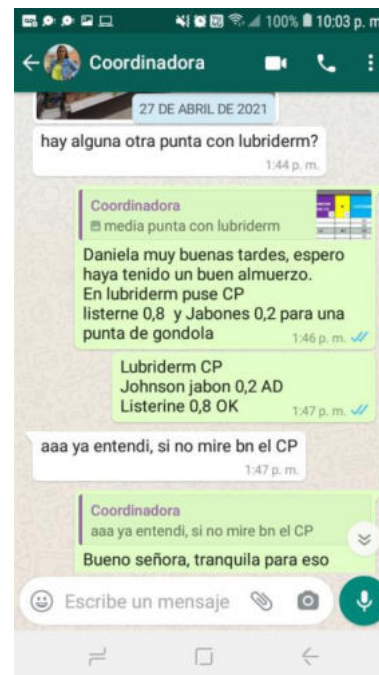 100% 10:03 p. m
Coordinadora
27 DE ABRIL DE 2021
hay alguna otra punta con lubriderm?
1:44 p. m.
Coordinadora
media punta con lubriderm
Daniela muy buenas tardes, espero
haya tenido un buen almuerzo.
En lubriderm puse CP
listerne 0,8 y Jabones 0,2 para una
punta de gondola
1:46 p. m.
Lubriderm CP
Johnson jabon 0,2 AD
Listerine 0,8 OK
1:47 p. m.
aaa ya entendi, si no mire bn el CP
1:47 p. m.
Coordinadora
aaa ya entendi, si no mire bn el CP
Bueno señora, tranquila para eso
Escribe un mensaje